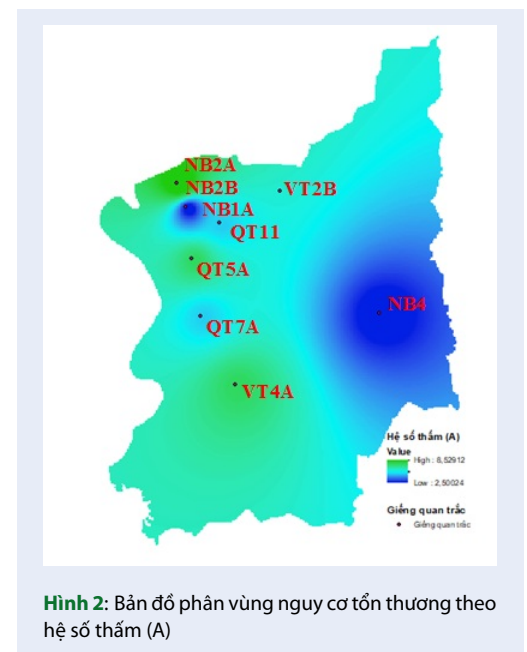 NB2A
NB2B
VT2B
NB1A
QT11
QT5A
NB4
QT7A
VT4A
Hệ số thấm (A)
Value
High : 8,52912
Low : 2,50024
Giếng quan trắc
Giếng quan trắc
Hình 2: Bản đồ phân vùng nguy cơ tổn thương theo
hệ số thấm (A)